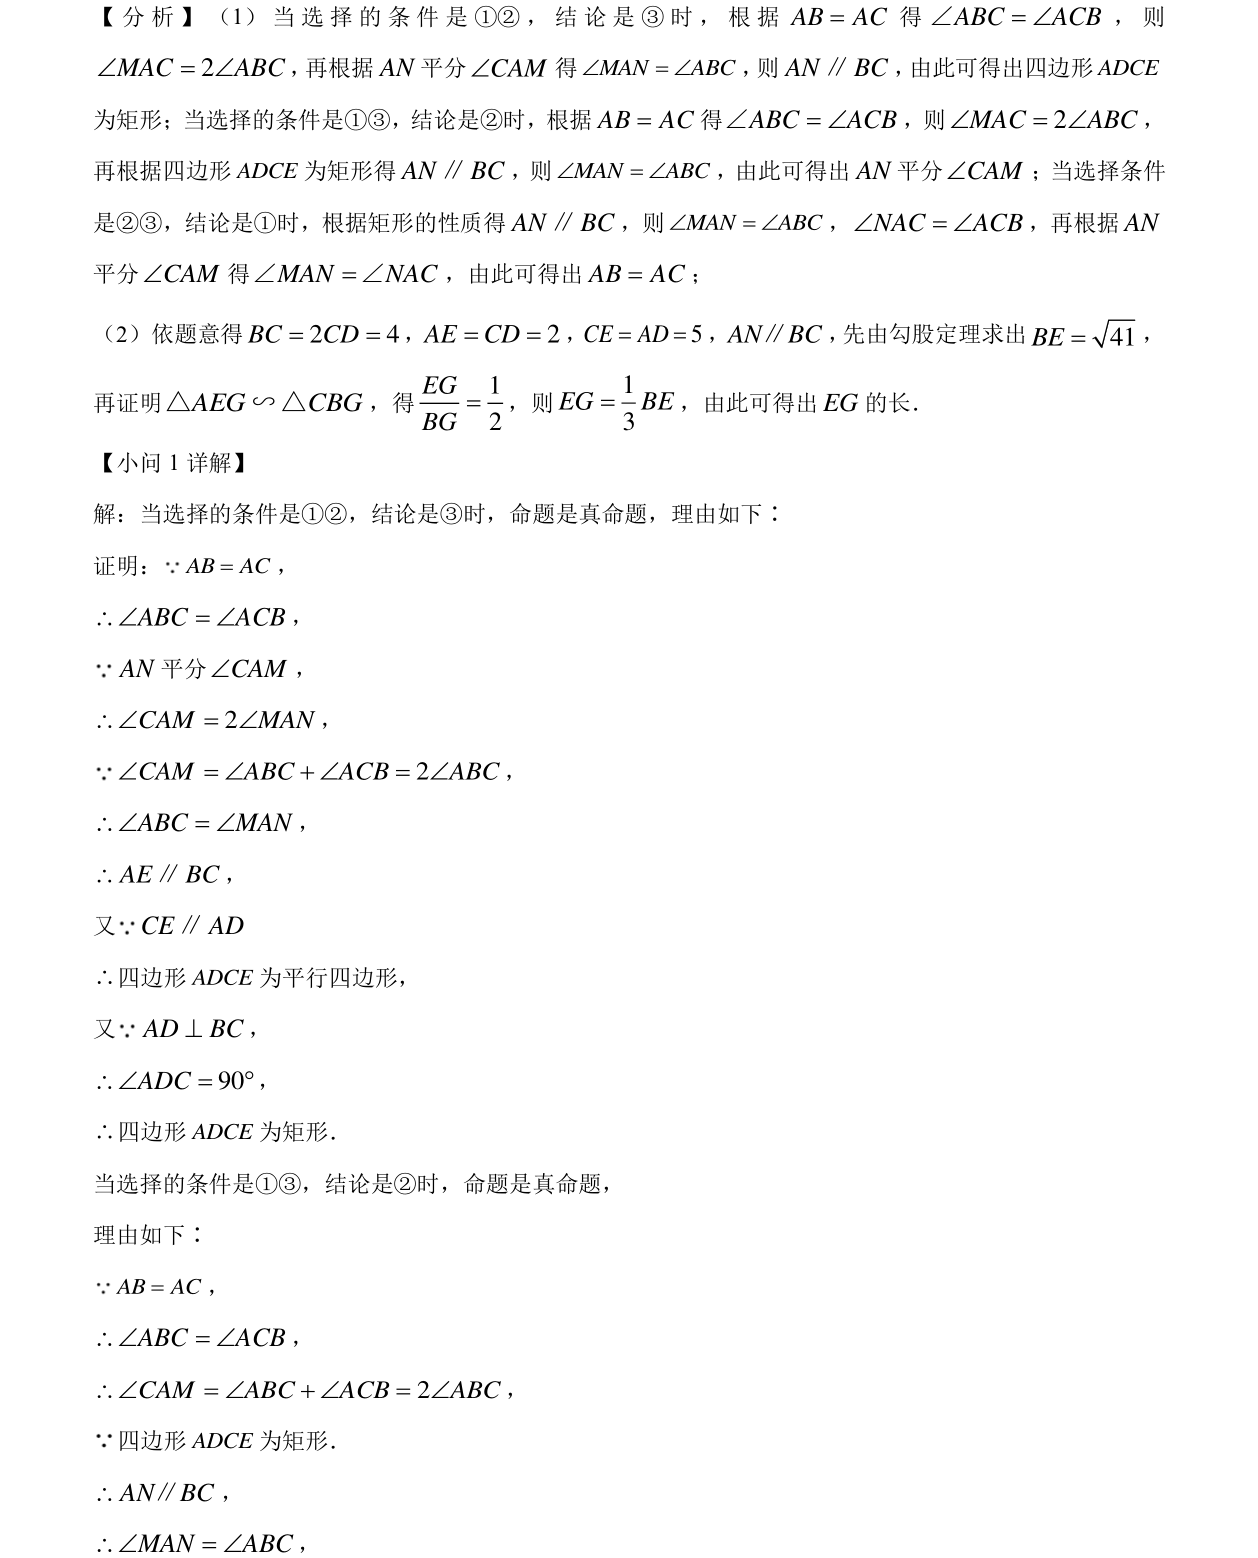 【分析】（1）当选择的条件是①②，结论是③时，根据 AB = AC 得 ∠ABC = ∠ACB ，则
∠MAC = 2∠ABC，再根据 AN 平分∠CAM 得∠MAN = ∠ABC，则 AN ∥ BC，由此可得出四边形 ADCE
为矩形；当选择的条件是①③，结论是②时，根据 AB = AC 得∠ABC = ∠ACB，则∠MAC = 2∠ABC，
再根据四边形 ADCE 为矩形得 AN ∥ BC，则∠MAN = ∠ABC，由此可得出 AN 平分∠CAM；当选择条件
是②③，结论是①时，根据矩形的性质得 AN ∥ BC，则∠MAN = ∠ABC，∠NAC = ∠ACB，再根据 AN
平分∠CAM 得∠MAN = ∠NAC，由此可得出 AB = AC；
（2）依题意得 BC = 2CD = 4，AE = CD = 2，CE = AD = 5，AN∥BC，先由勾股定理求出 BE = √41，
再证明△AEG∽△CBG，得 EG/BG = 1/2，则 EG = 1/3 BE，由此可得出 EG 的长．
【小问 1 详解】
解：当选择的条件是①②，结论是③时，命题是真命题，理由如下：
证明：∵ AB = AC，
∴∠ABC = ∠ACB，
∵ AN 平分∠CAM，
∴∠CAM = 2∠MAN，
∵∠CAM = ∠ABC + ∠ACB = 2∠ABC，
∴∠ABC = ∠MAN，
∴ AE ∥ BC，
又∵ CE ∥ AD
∴四边形 ADCE 为平行四边形，
又∵ AD ⊥ BC，
∴∠ADC = 90°，
∴四边形 ADCE 为矩形．
当选择的条件是①③，结论是②时，命题是真命题，
理由如下：
∵ AB = AC，
∴∠ABC = ∠ACB，
∴∠CAM = ∠ABC + ∠ACB = 2∠ABC，
∵四边形 ADCE 为矩形．
∴ AN∥BC，
∴∠MAN = ∠ABC，